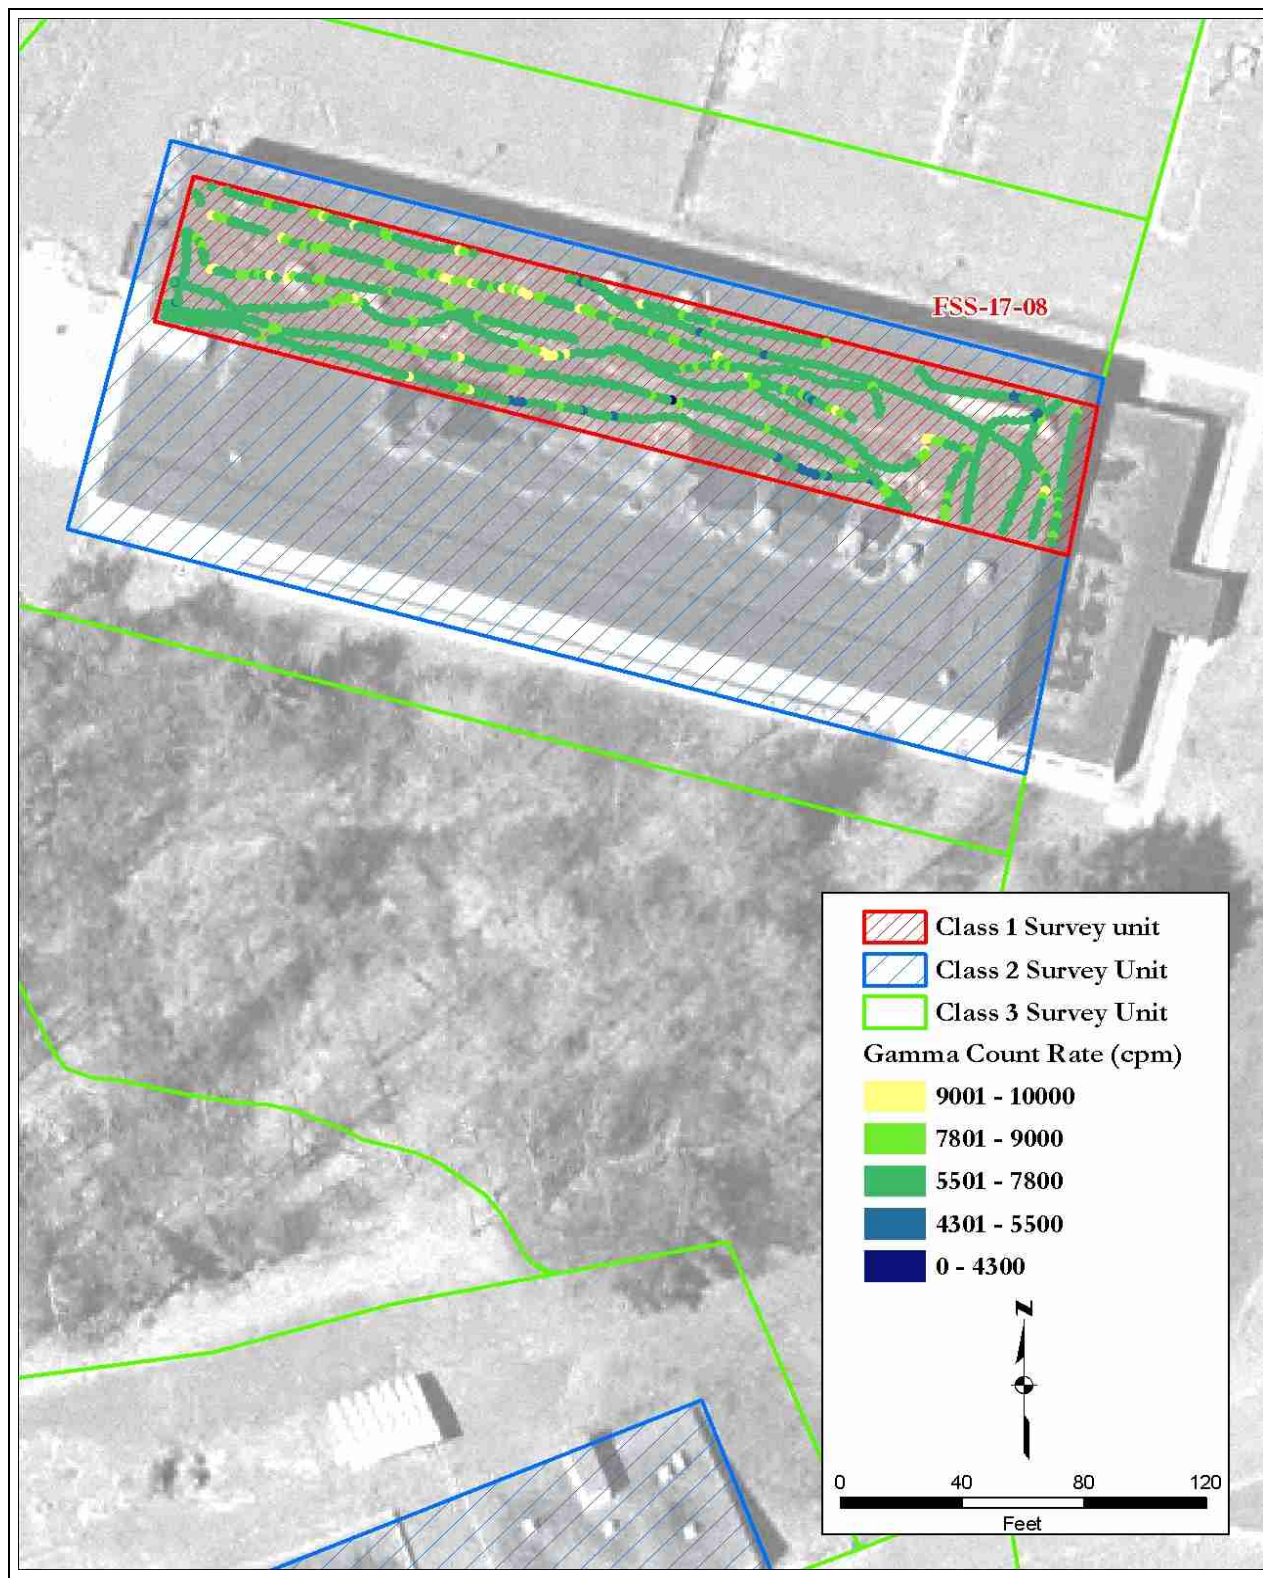 FSS-17-08
Class 1 Survey unit
Class 2 Survey Unit
Class 3 Survey Unit
Gamma Count Rate (cpm)
9001 - 10000
7801 - 9000
5501 - 7800
4301 - 5500
0 - 4300
N
0 40 80 120
Feet